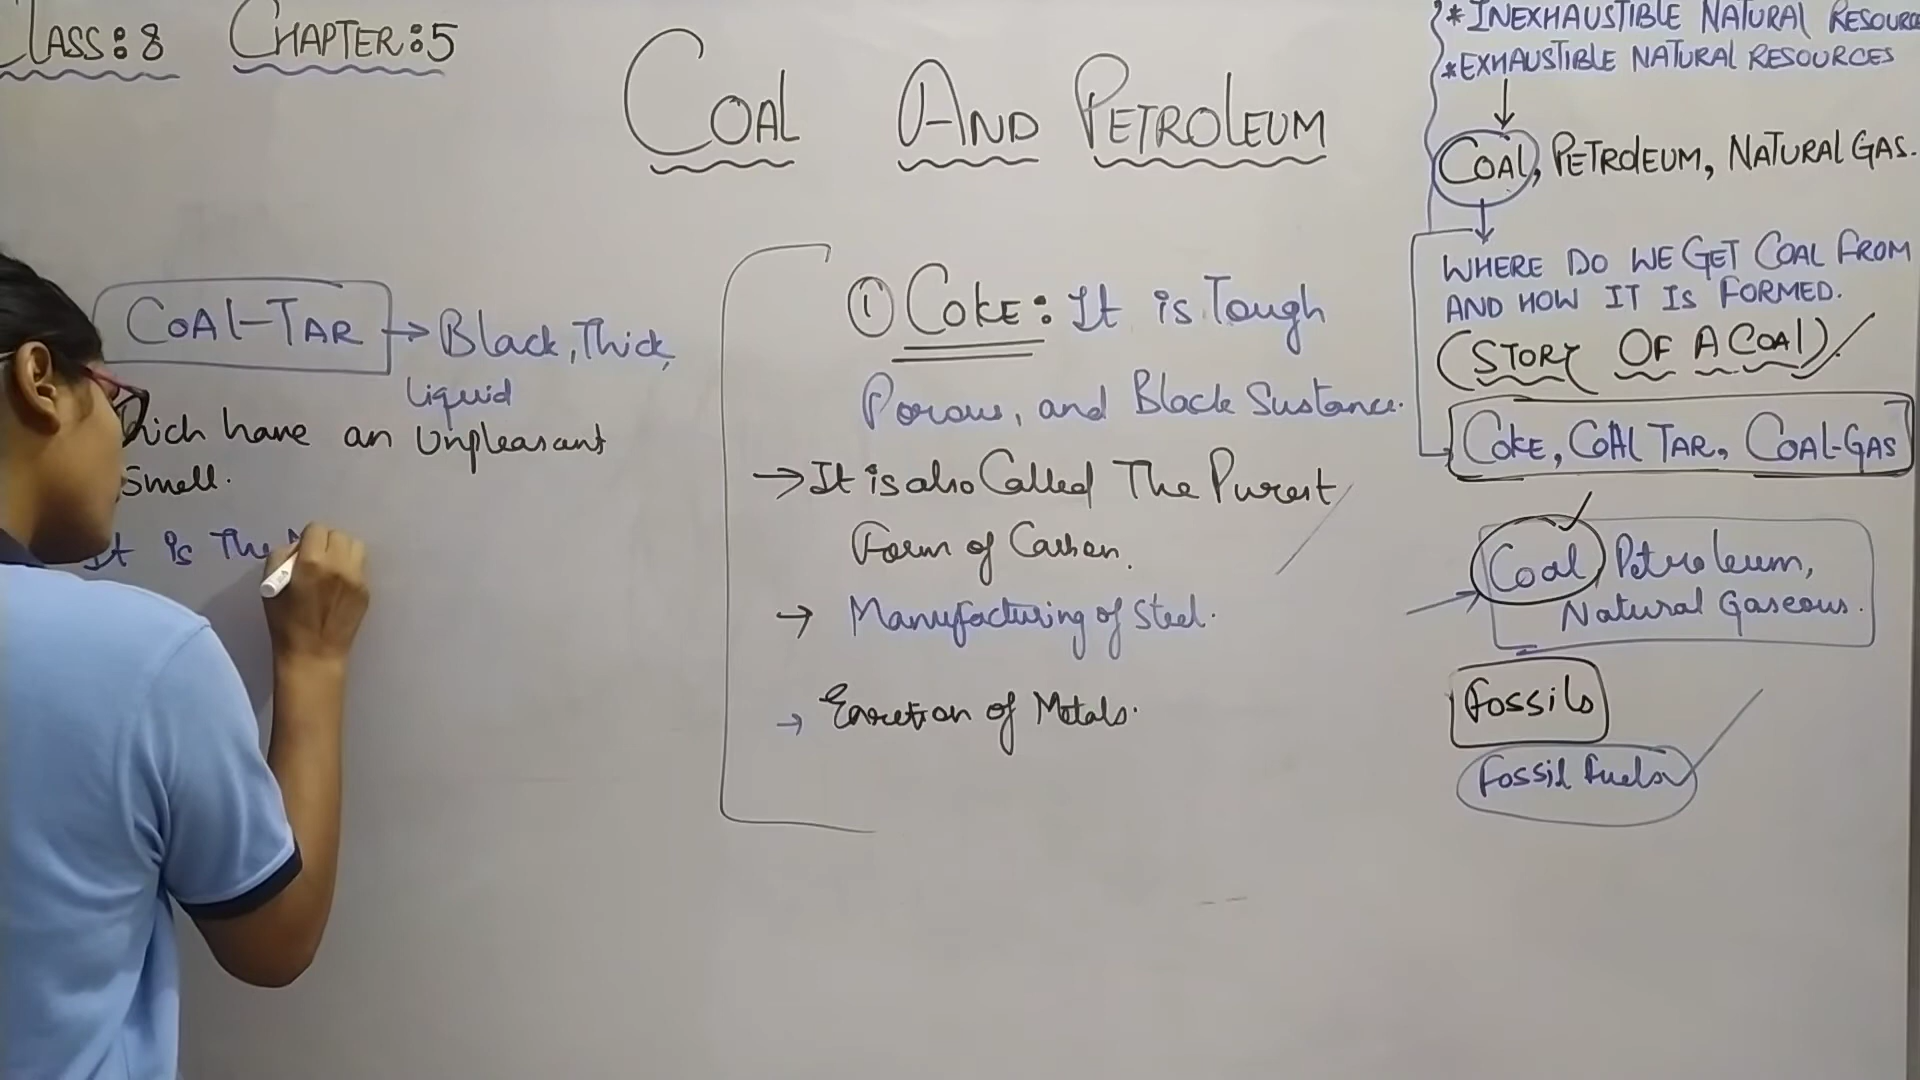 CLASS:8 CHAPTER:5
COAL AND PETROLEUM
COAL-TAR → Black, Thick,
liquid
hich have an Unpleasant
Smell.
It is The
① COKE: It is Tough
Porous, and Black Sustance.
→ It is also Called The Purest
Form of Carbon.
→ Manufacturing of Steel.
→ of Metals.
* INEXHAUSTIBLE NATURAL RESOURC
* EXHAUSTIBLE NATURAL RESOURCES
COAL, PETROLEUM, NATURAL GAS.
WHERE DO WE GET COAL FROM
AND HOW IT IS FORMED.
(STORY OF A COAL)
COKE, COAL TAR, COAL-GAS
Coal, Petroleum,
Natural Gaseous.
Fossils
Fossil Fuels